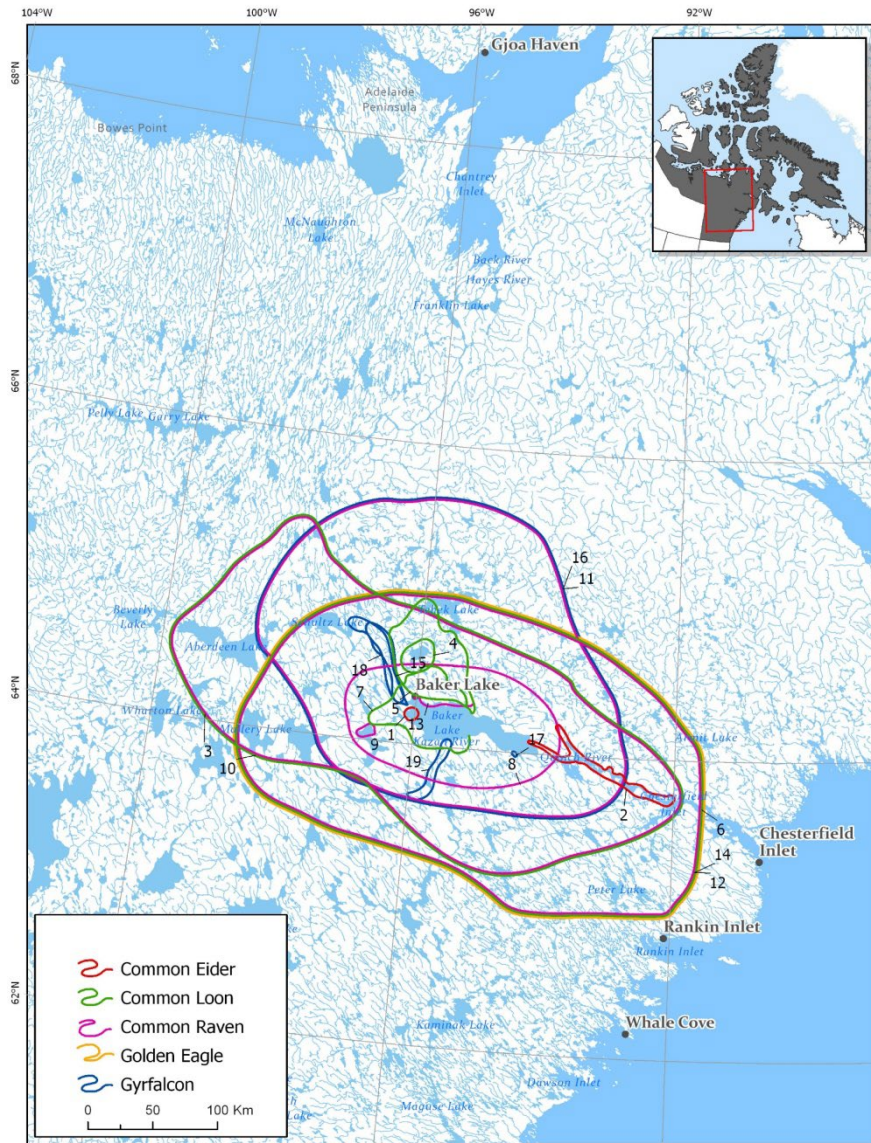 104°W
100°W
96°W
92°W
68°N
66°N
64°N
62°N
Gjoa Haven
Adelaide
Peninsula
Bowes Point
Chantrey
Inlet
McNaughton
Lake
Back River
Hayes River
Franklin Lake
Pelly Lake
Garry Lake
16
11
Beverly
Lake
Schultz Lake
Tulek Lake
Aberdeen Lake
4
15
18
Baker Lake
7
5
Wharton Lake
Mallery Lake
1
13
Baker
Lake
Kazan River
3
9
10
19
17
8
Quoich River
2
Chesterfield
Inlet
6
Chesterfield
Inlet
14
12
Peter Lake
Rankin Inlet
Rankin Inlet
Kaminak Lake
Whale Cove
Dawson Inlet
Maguse Lake
Lake
Common Eider
Common Loon
Common Raven
Golden Eagle
Gyrfalcon
0 50 100 Km